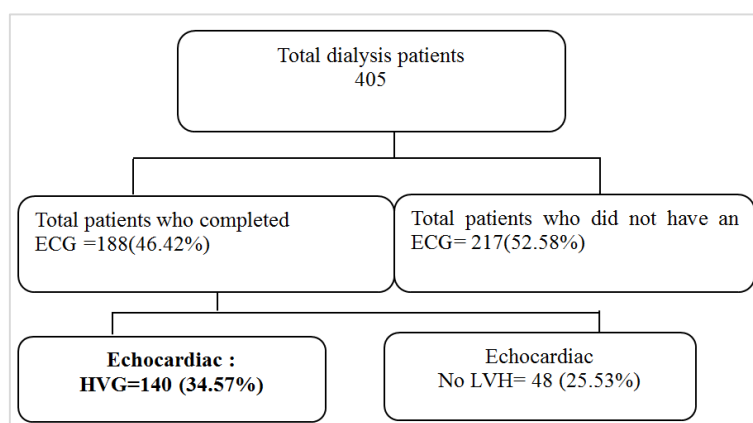 Total dialysis patients
405
Total patients who completed
ECG =188(46.42%)
Total patients who did not have an
ECG= 217(52.58%)
Echocardiac :
HVG=140 (34.57%)
Echocardiac
No LVH= 48 (25.53%)